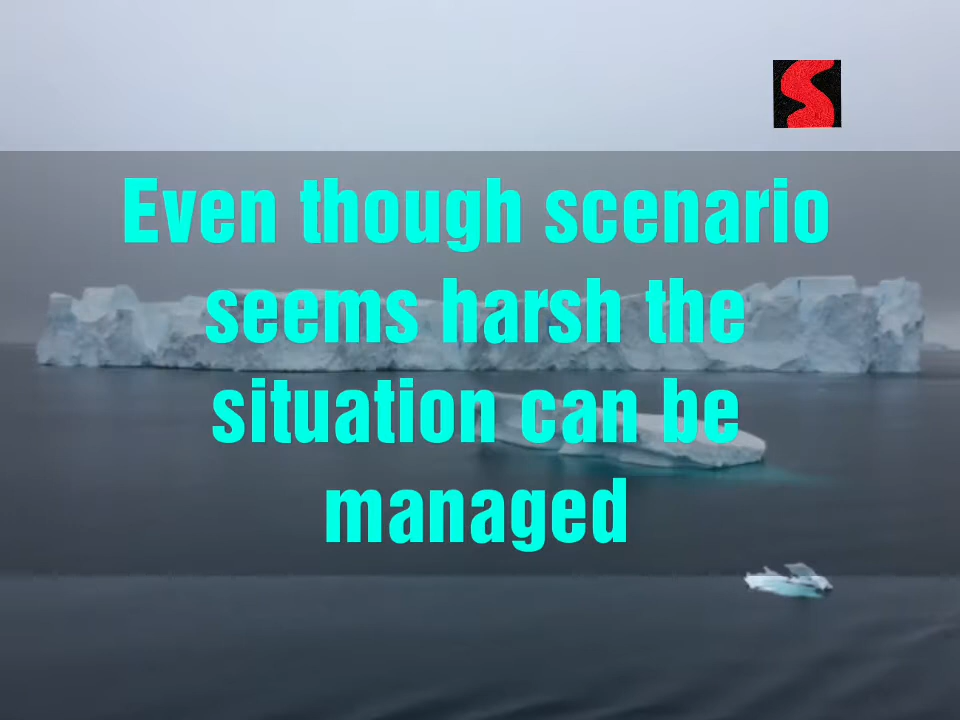 S
Even though scenario
seems harsh the
situation can be
managed